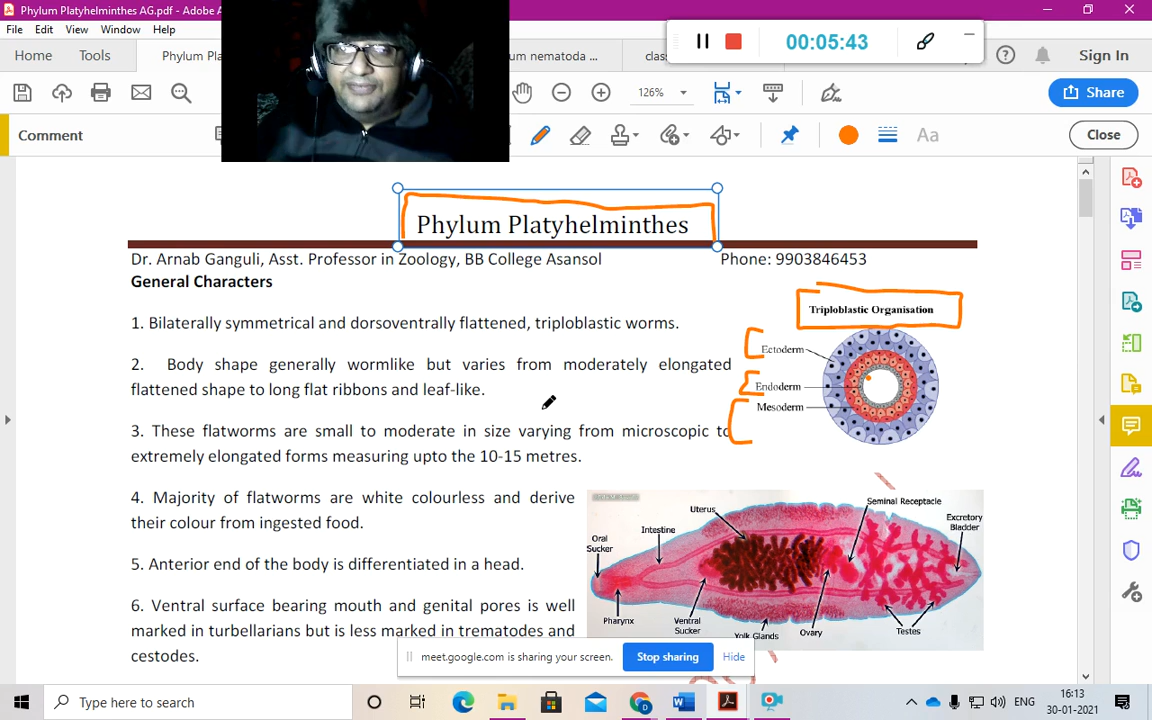 Phylum Platyhelminthes AG.pdf - Adobe A
File Edit View Window Help
00:05:43
Home Tools Phylum Pla um nematoda ... clas Sign In
126% Share
Comment Aa Close
Phylum Platyhelminthes
Dr. Arnab Ganguli, Asst. Professor in Zoology, BB College Asansol Phone: 9903846453
General Characters
1. Bilaterally symmetrical and dorsoventrally flattened, triploblastic worms.
2. Body shape generally wormlike but varies from moderately elongated
flattened shape to long flat ribbons and leaf-like.
3. These flatworms are small to moderate in size varying from microscopic to
extremely elongated forms measuring upto the 10-15 metres.
4. Majority of flatworms are white colourless and derive
their colour from ingested food.
5. Anterior end of the body is differentiated in a head.
6. Ventral surface bearing mouth and genital pores is well
marked in turbellarians but is less marked in trematodes and
cestodes.
Triploblastic Organisation
Ectoderm
Endoderm
Mesoderm
Seminal Receptacle
Uterus
Excretory
Bladder
Intestine
Oral
Sucker
Pharynx
Ventral
Sucker
Yolk Glands
Ovary
Testes
meet.google.com is sharing your screen. Stop sharing Hide
Type here to search
ENG
16:13
30-01-2021